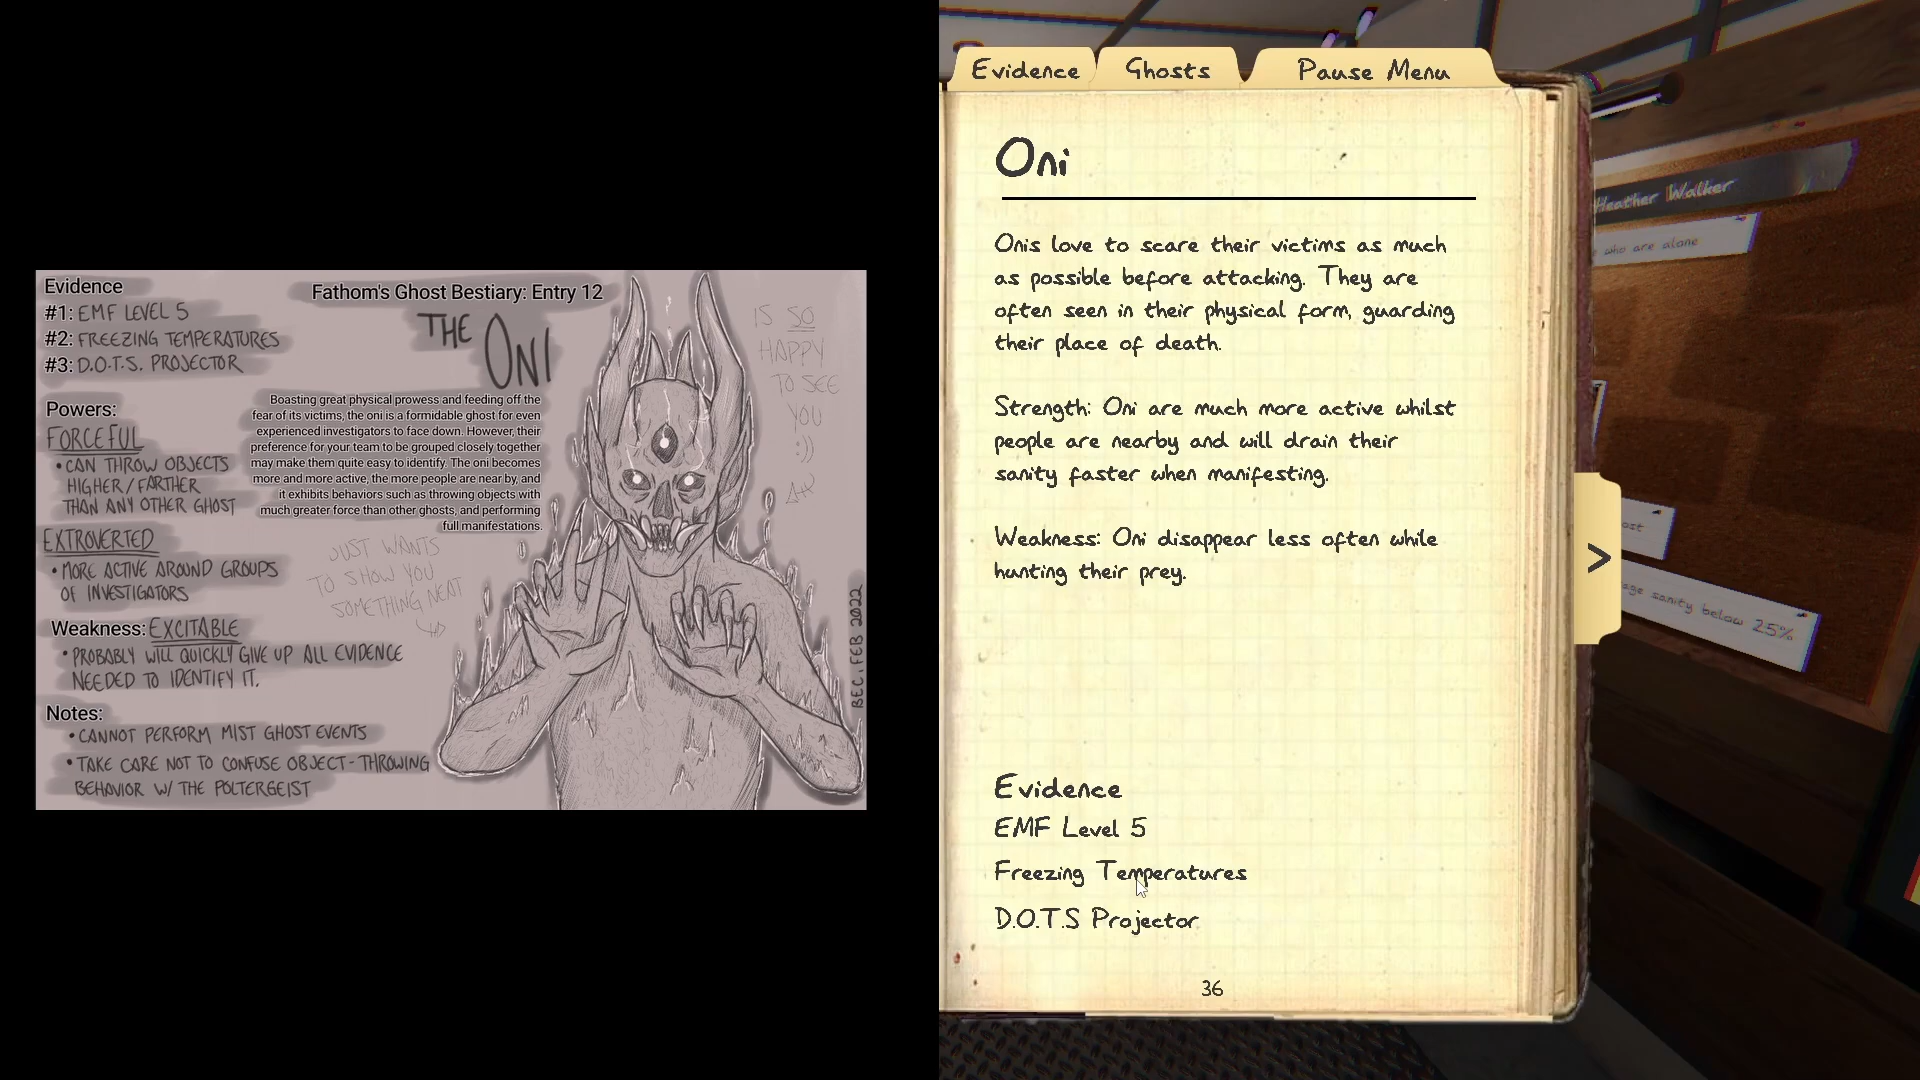 Evidence
#1: EMF LEVEL 5
#2: FREEZING TEMPERATURES
#3: D.O.T.S. PROJECTOR
Powers:
FORCEFUL
• CAN THROW OBJECTS
HIGHER/FARTHER
THAN ANY OTHER GHOST
EXTROVERTED
• MORE ACTIVE AROUND GROUPS
OF INVESTIGATORS
Weakness: EXCITABLE
• PROBABLY WILL QUICKLY GIVE UP ALL EVIDENCE
NEEDED TO IDENTIFY IT.
Notes:
• CANNOT PERFORM MIST GHOST EVENTS
• TAKE CARE NOT TO CONFUSE OBJECT-THROWING
BEHAVIOR W/ THE POLTERGEIST
Fathom's Ghost Bestiary: Entry 12
THE
ONI
Boasting great physical prowess and feeding off the
fear of its victims, the oni is a formidable ghost for even
experienced investigators to face down. However, their
preference for your team to be grouped closely together
may make them quite easy to identify. The oni becomes
more and more active, the more people are near by, and
it exhibits behaviors such as throwing objects with
much greater force than other ghosts, and performing
full manifestations.
JUST WANTS
TO SHOW YOU
SOMETHING NEAT
IS SO
HAPPY
TO SEE
YOU
:))
BEC, FEB 2022
Evidence
Ghosts
Pause Menu
Oni
Onis love to scare their victims as much
as possible before attacking. They are
often seen in their physical form, guarding
their place of death.
Strength: Oni are much more active whilst
people are nearby and will drain their
sanity faster when manifesting.
Weakness: Oni disappear less often while
hunting their prey.
Evidence
EMF Level 5
Freezing Temperatures
D.O.T.S Projector
36
>
Heather Walker
who are alone
ost
age sanity below 25%